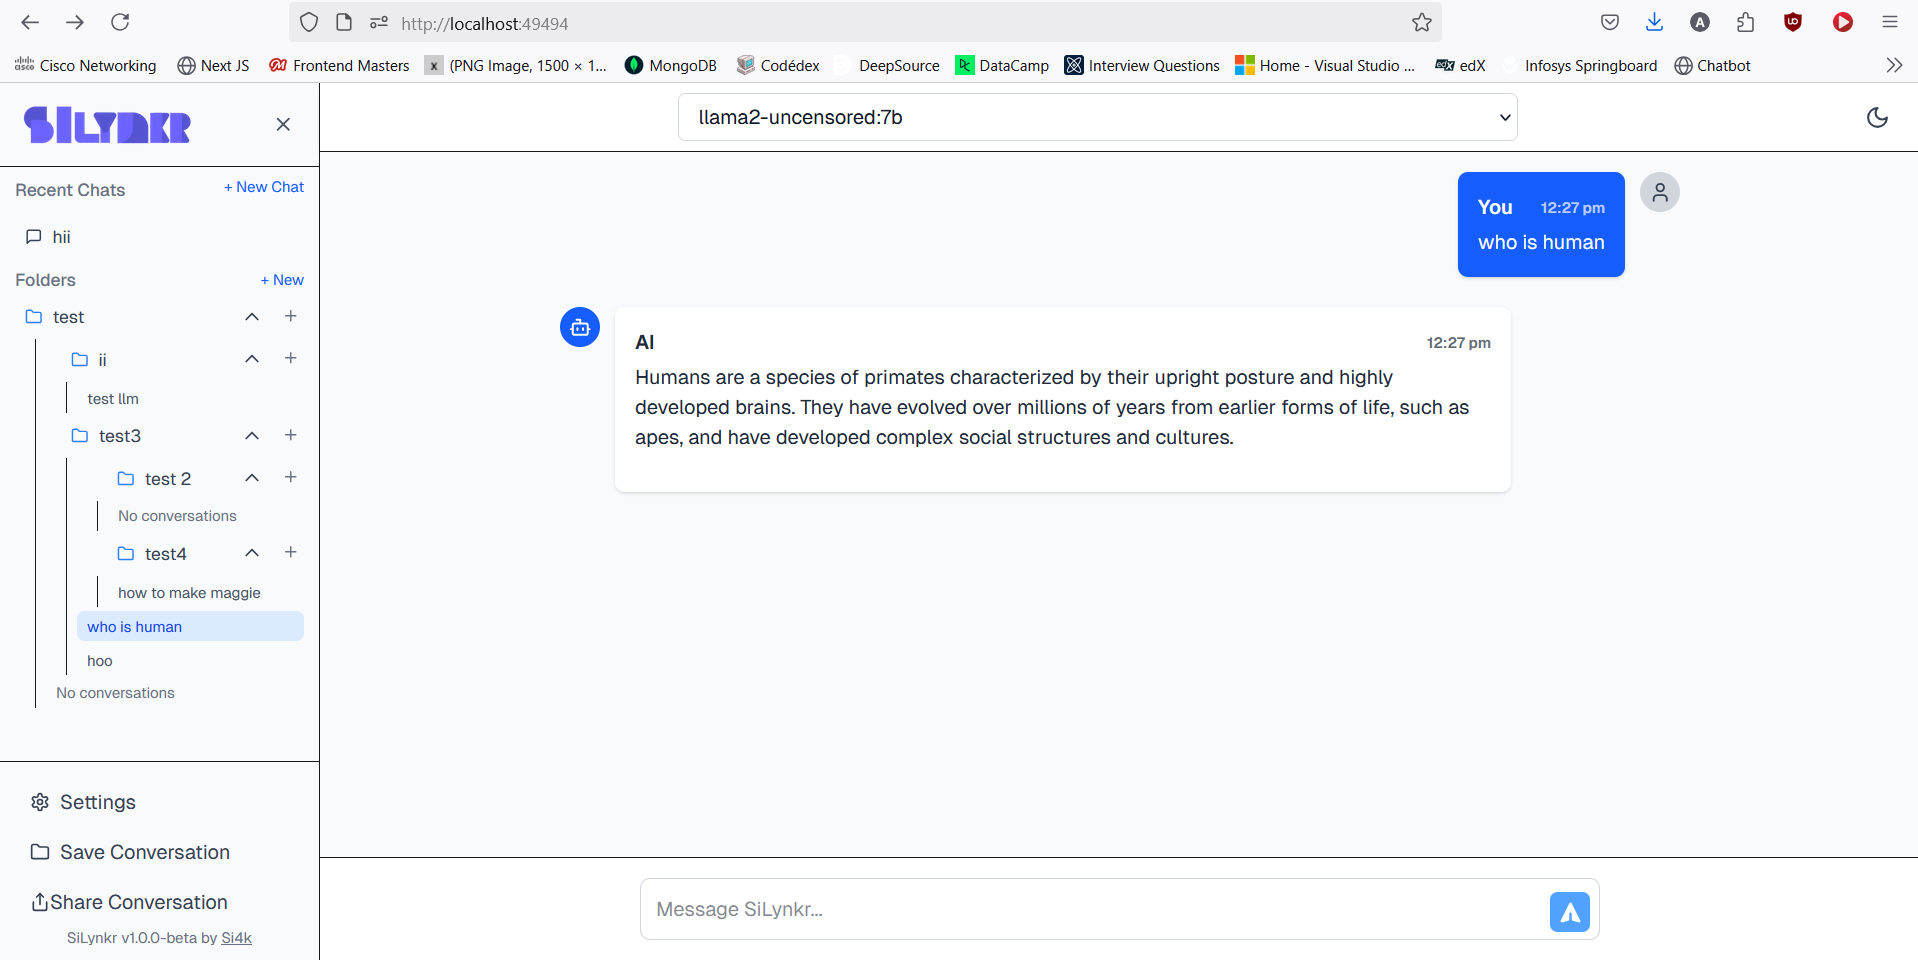 http://localhost:49494
Cisco Networking
Next JS
Frontend Masters
(PNG Image, 1500 × 1...
MongoDB
Codédex
DeepSource
DataCamp
Interview Questions
Home - Visual Studio ...
edX
Infosys Springboard
Chatbot
SILYNKR
llama2-uncensored:7b
Recent Chats
+ New Chat
hii
Folders
+ New
test
ii
test llm
test3
test 2
No conversations
test4
how to make maggie
who is human
hoo
No conversations
Settings
Save Conversation
Share Conversation
SiLynkr v1.0.0-beta by Si4k
You 12:27 pm
who is human
AI 12:27 pm
Humans are a species of primates characterized by their upright posture and highly
developed brains. They have evolved over millions of years from earlier forms of life, such as
apes, and have developed complex social structures and cultures.
Message SiLynkr...